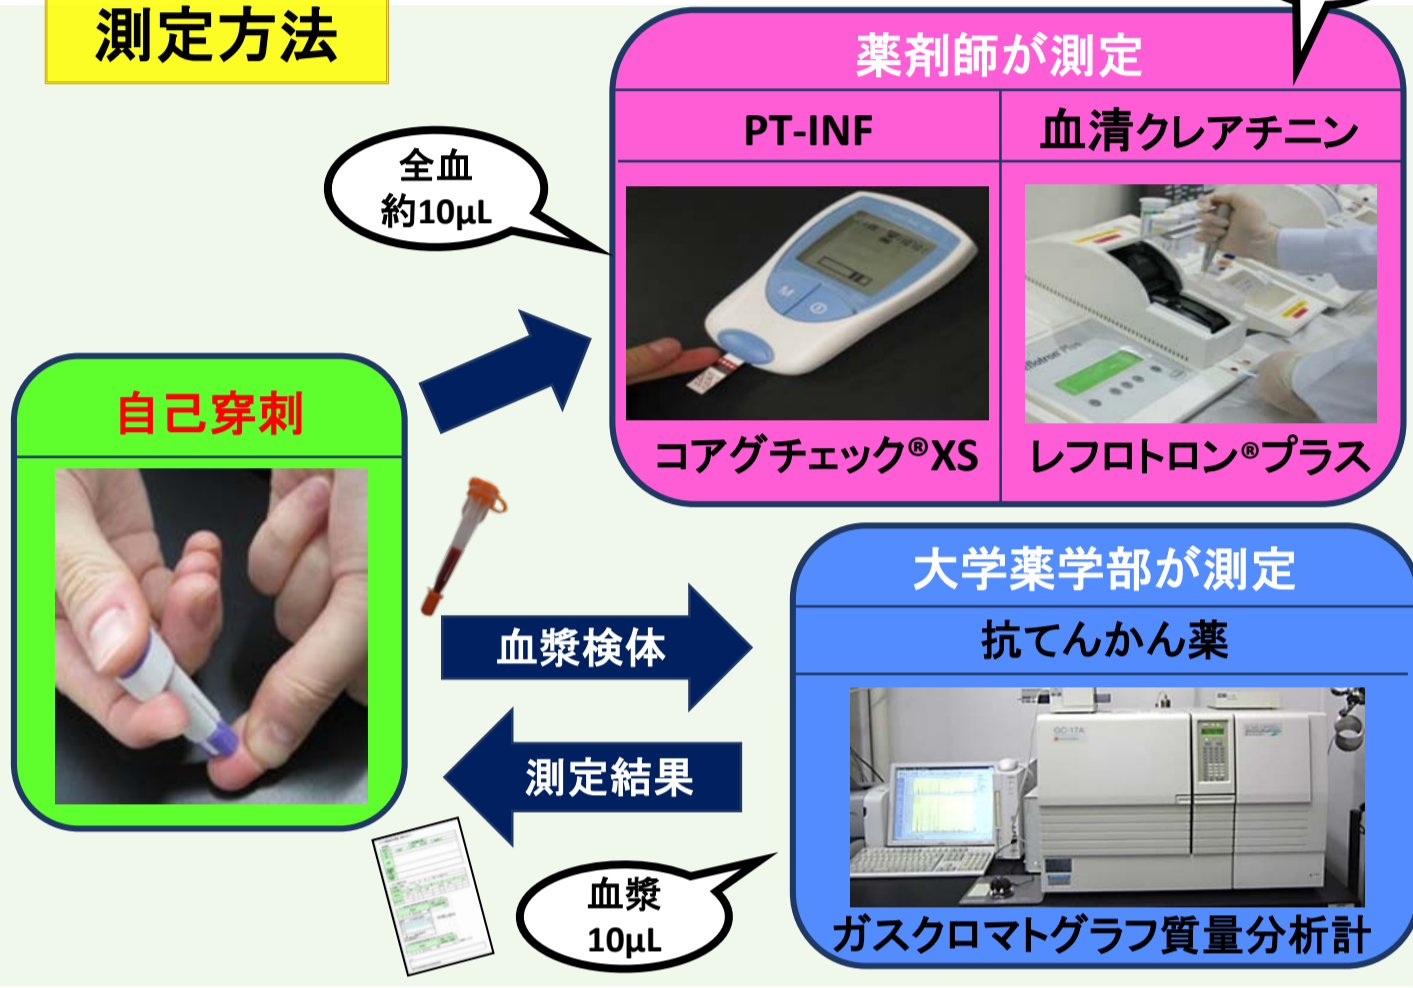 測定方法
薬剤師が測定
PT-INF
血清クレアチニン
全血
約10μL
コアグチェック®XS
レフロトロン®プラス
自己穿刺
大学薬学部が測定
抗てんかん薬
血漿検体
測定結果
GC-17A
血漿
10μL
ガスクロマトグラフ質量分析計